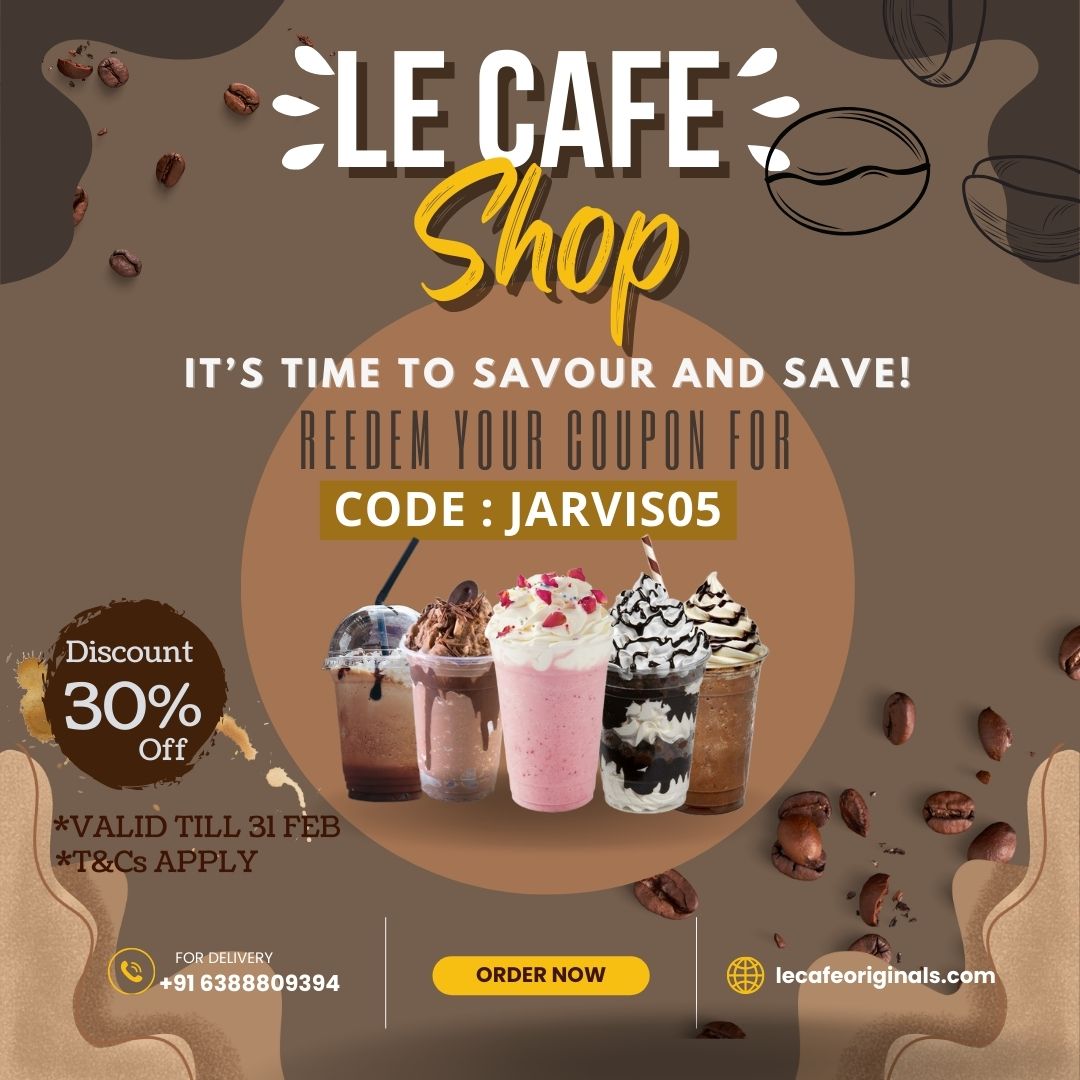 LE CAFE
Shop
IT'S TIME TO SAVOUR AND SAVE!
REEDEM YOUR COUPON FOR
CODE : JARVIS05
Discount
30%
Off
*VALID TILL 31 FEB
*T&Cs APPLY
FOR DELIVERY
+91 6388809394
ORDER NOW
lecafeoriginals.com